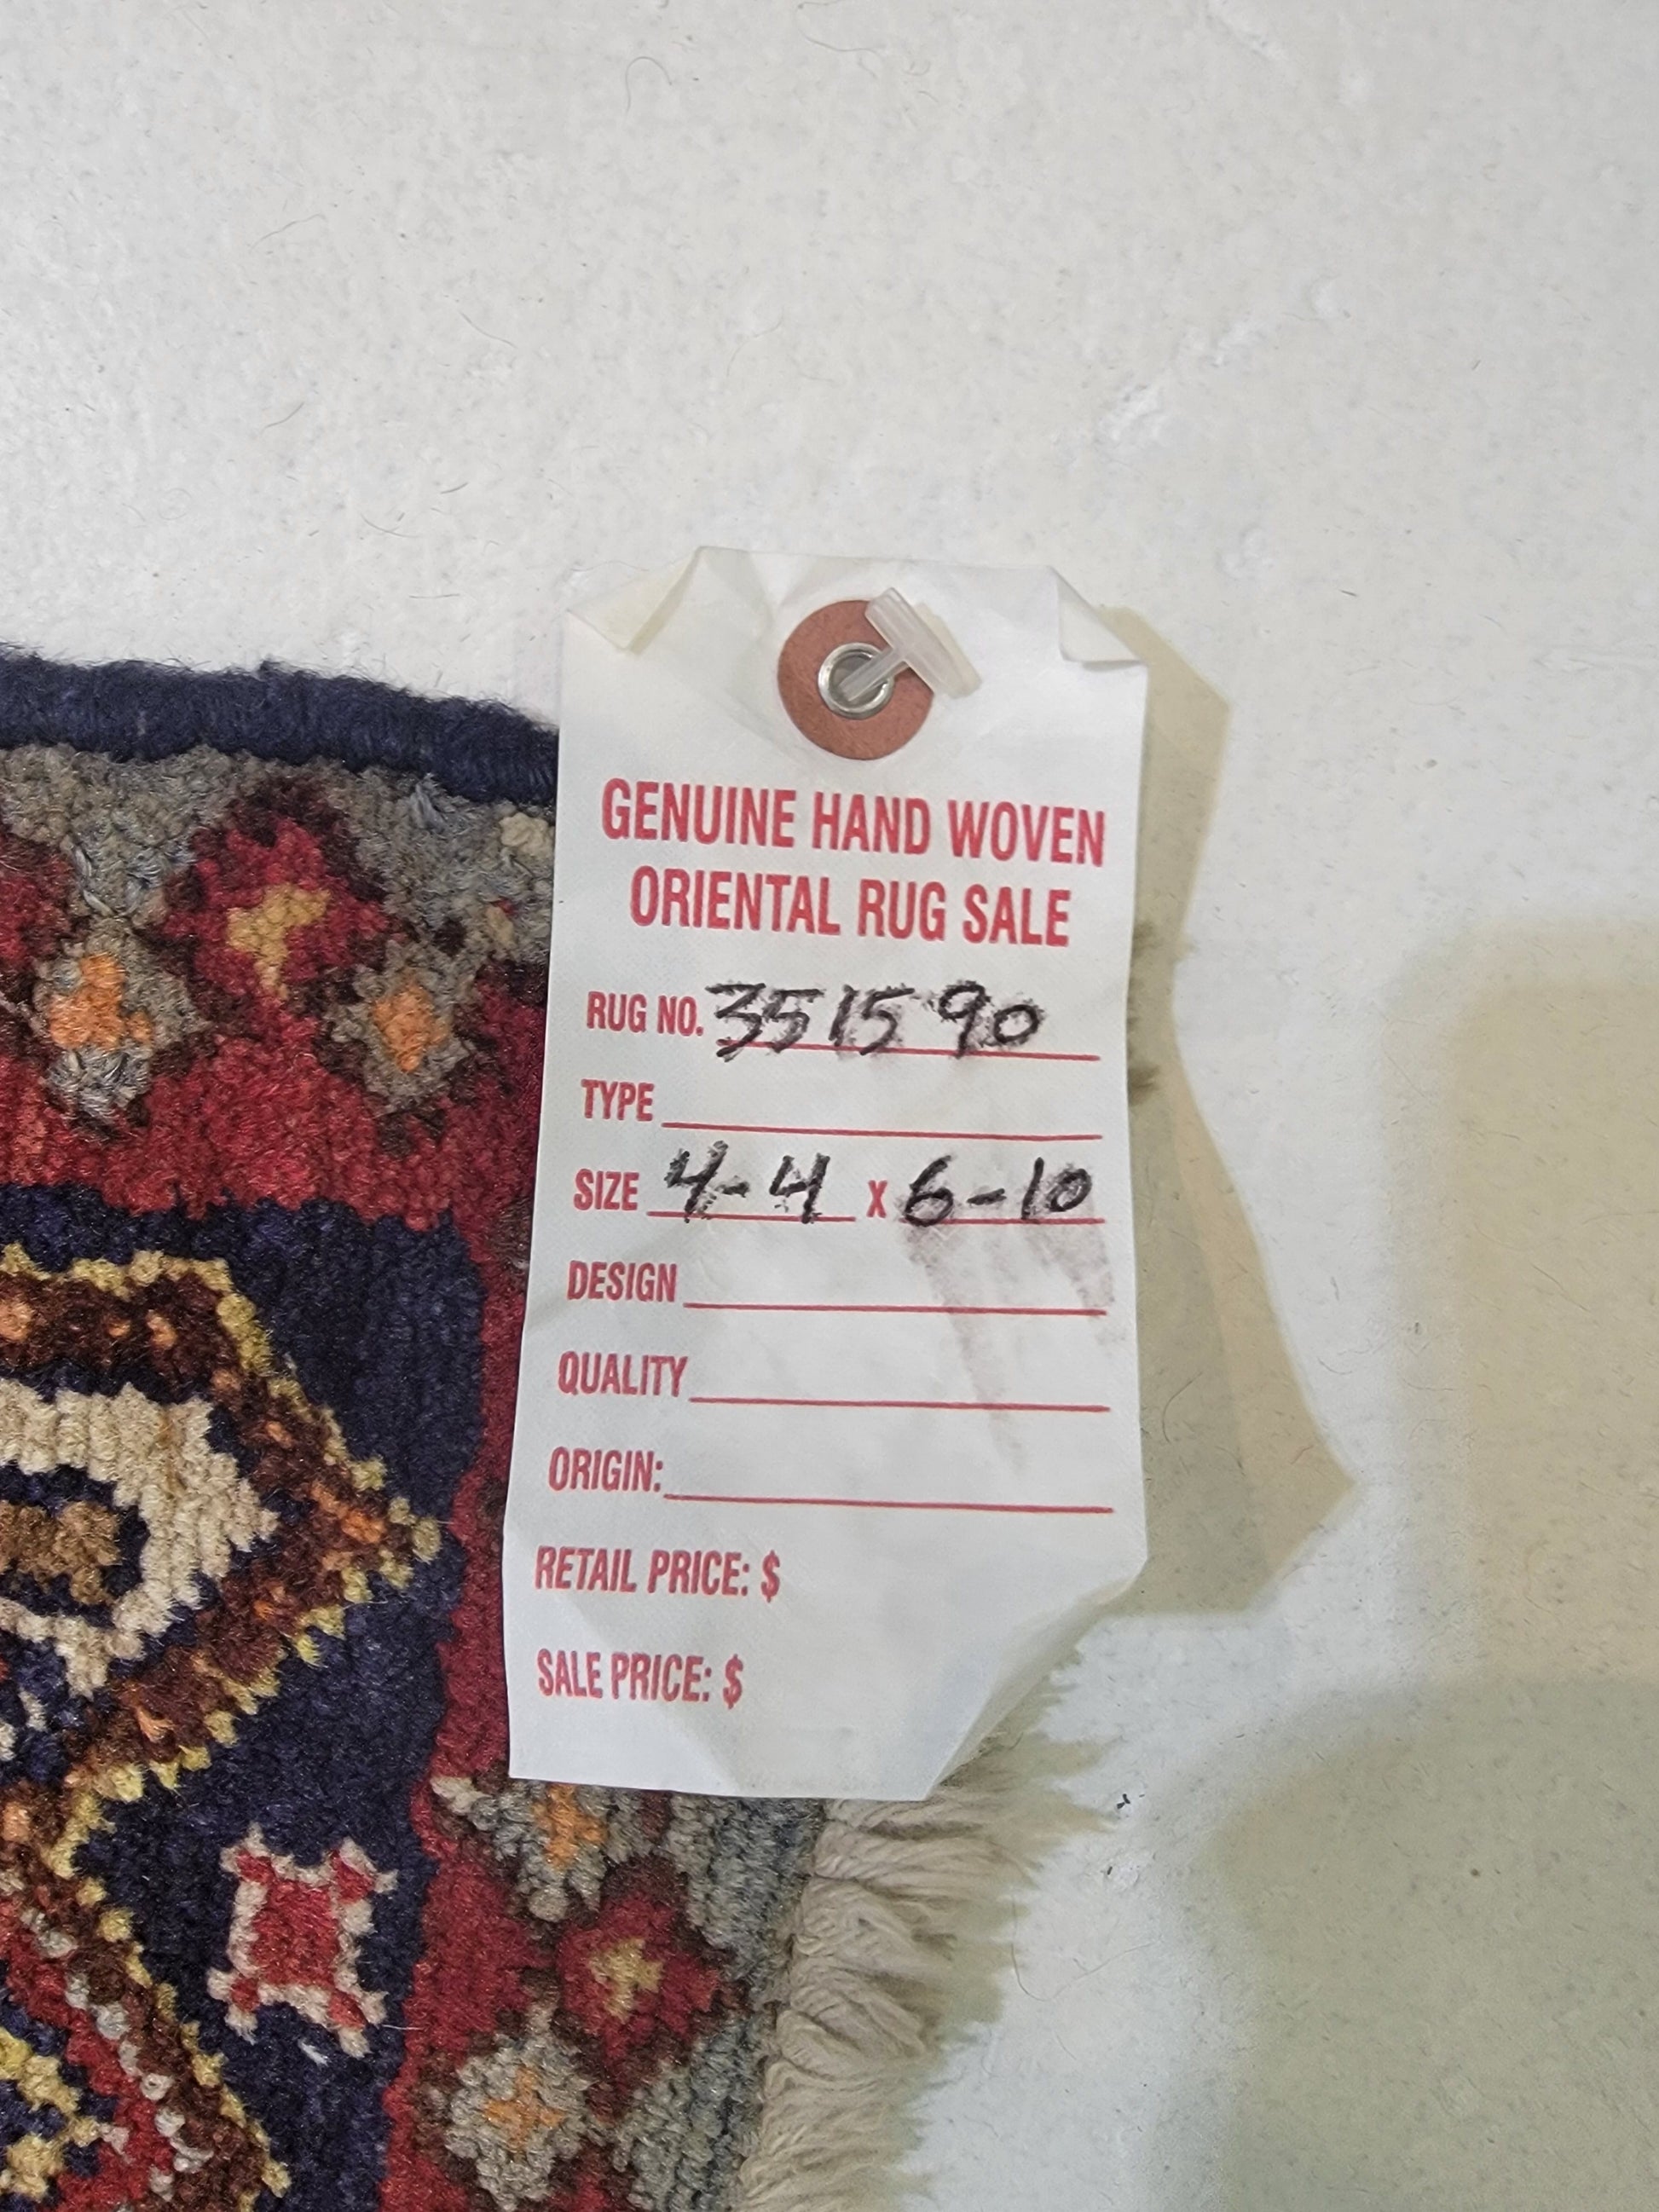 GENUINE HAND WOVEN
ORIENTAL RUG SALE
RUG NO. 351590
TYPE
SIZE 4-4 X 6-10
DESIGN
QUALITY
ORIGIN:
RETAIL PRICE: $
SALE PRICE: $